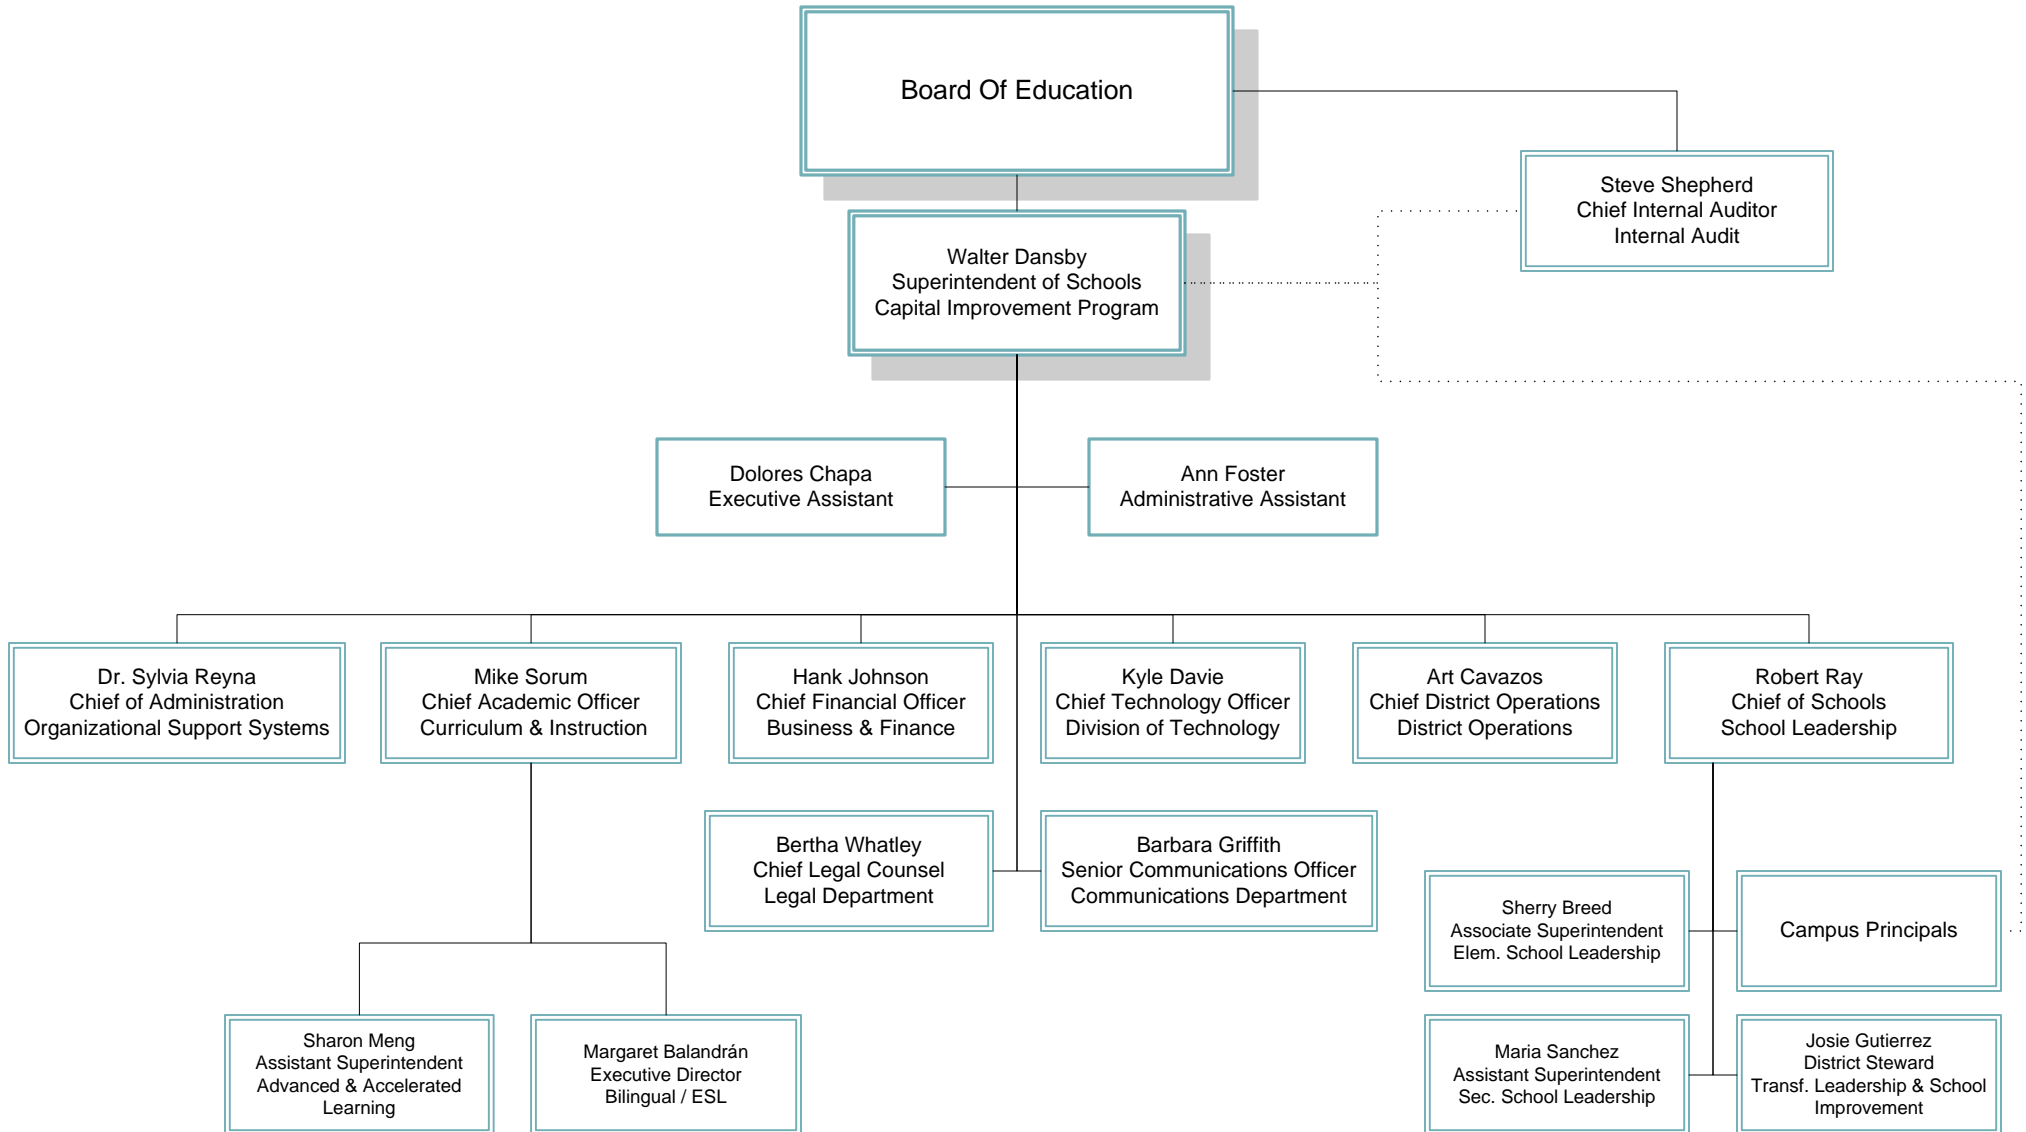 Board Of Education
Steve Shepherd
Chief Internal Auditor
Internal Audit
Walter Dansby
Superintendent of Schools
Capital Improvement Program
Dolores Chapa
Executive Assistant
Ann Foster
Administrative Assistant
Dr. Sylvia Reyna
Chief of Administration
Organizational Support Systems
Mike Sorum
Chief Academic Officer
Curriculum & Instruction
Hank Johnson
Chief Financial Officer
Business & Finance
Kyle Davie
Chief Technology Officer
Division of Technology
Art Cavazos
Chief District Operations
District Operations
Robert Ray
Chief of Schools
School Leadership
Bertha Whatley
Chief Legal Counsel
Legal Department
Barbara Griffith
Senior Communications Officer
Communications Department
Sherry Breed
Associate Superintendent
Elem. School Leadership
Campus Principals
Sharon Meng
Assistant Superintendent
Advanced & Accelerated
Learning
Margaret Balandrán
Executive Director
Bilingual / ESL
Maria Sanchez
Assistant Superintendent
Sec. School Leadership
Josie Gutierrez
District Steward
Transf. Leadership & School
Improvement